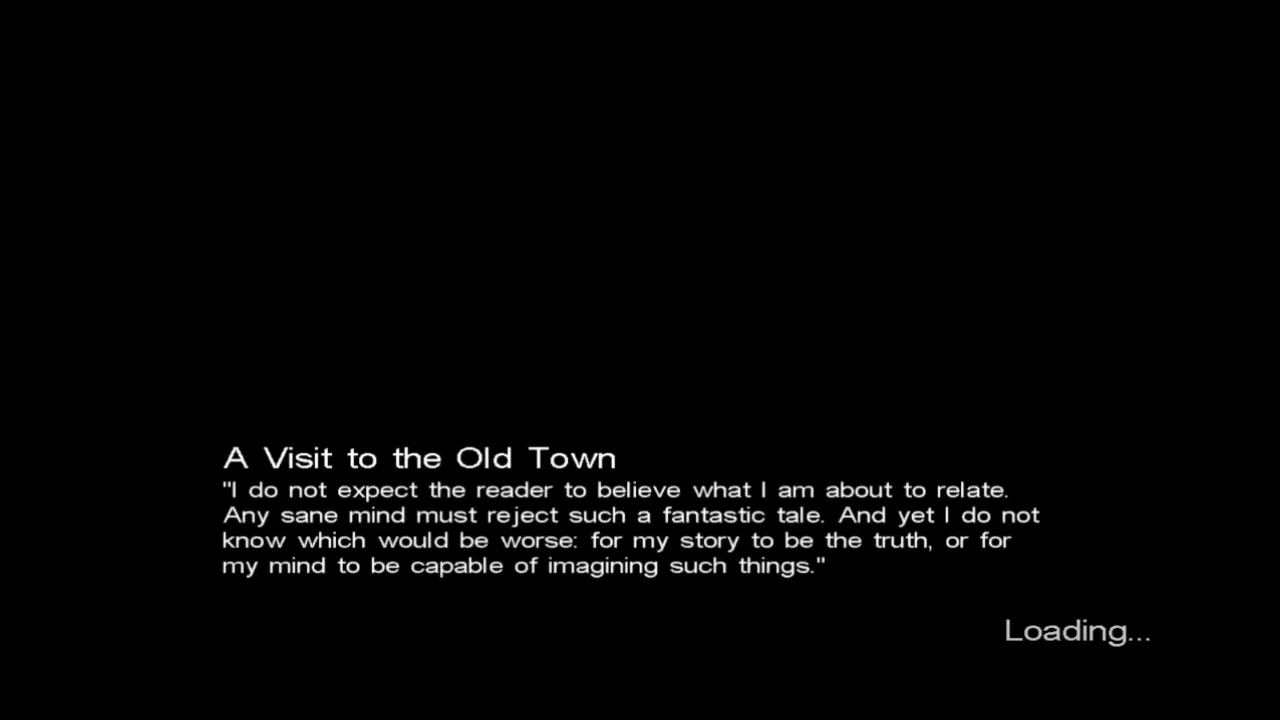 A Visit to the Old Town
"I do not expect the reader to believe what I am about to relate.
Any sane mind must reject such a fantastic tale. And yet I do not
know which would be worse: for my story to be the truth, or for
my mind to be capable of imagining such things."
Loading...